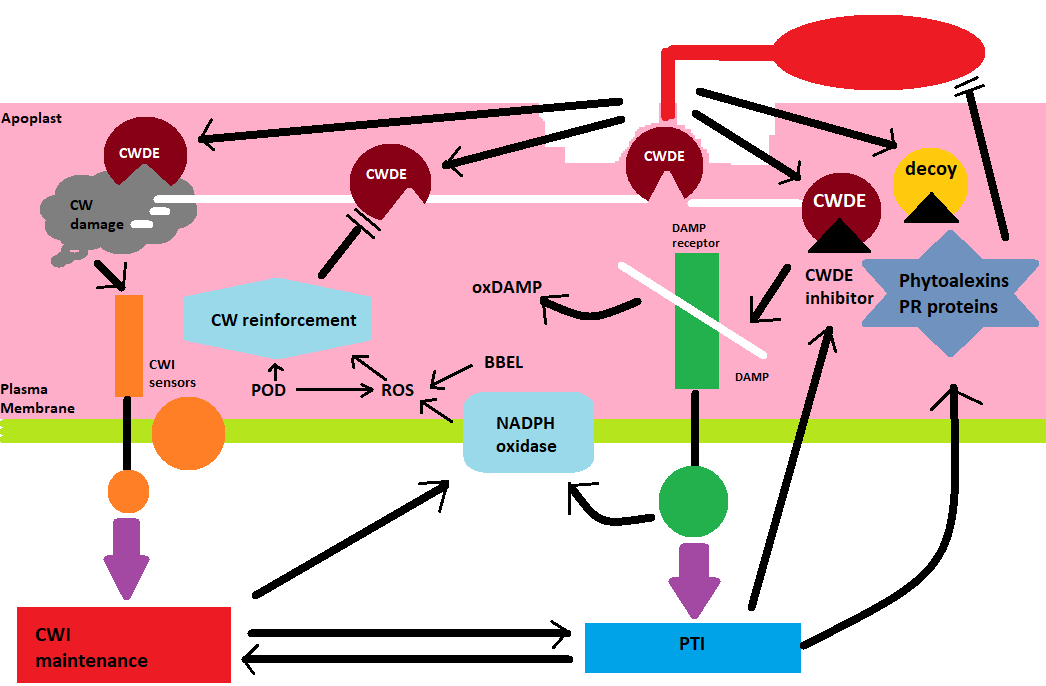 Apoplast
CWDE
CWDE
CWDE
decoy
CWDE
CW
damage
DAMP
receptor
CWDE
inhibitor
Phytoalexins
PR proteins
oxDAMP
CW reinforcement
CWI
sensors
BBEL
DAMP
POD
ROS
Plasma
Membrane
NADPH
oxidase
CWI
maintenance
PTI